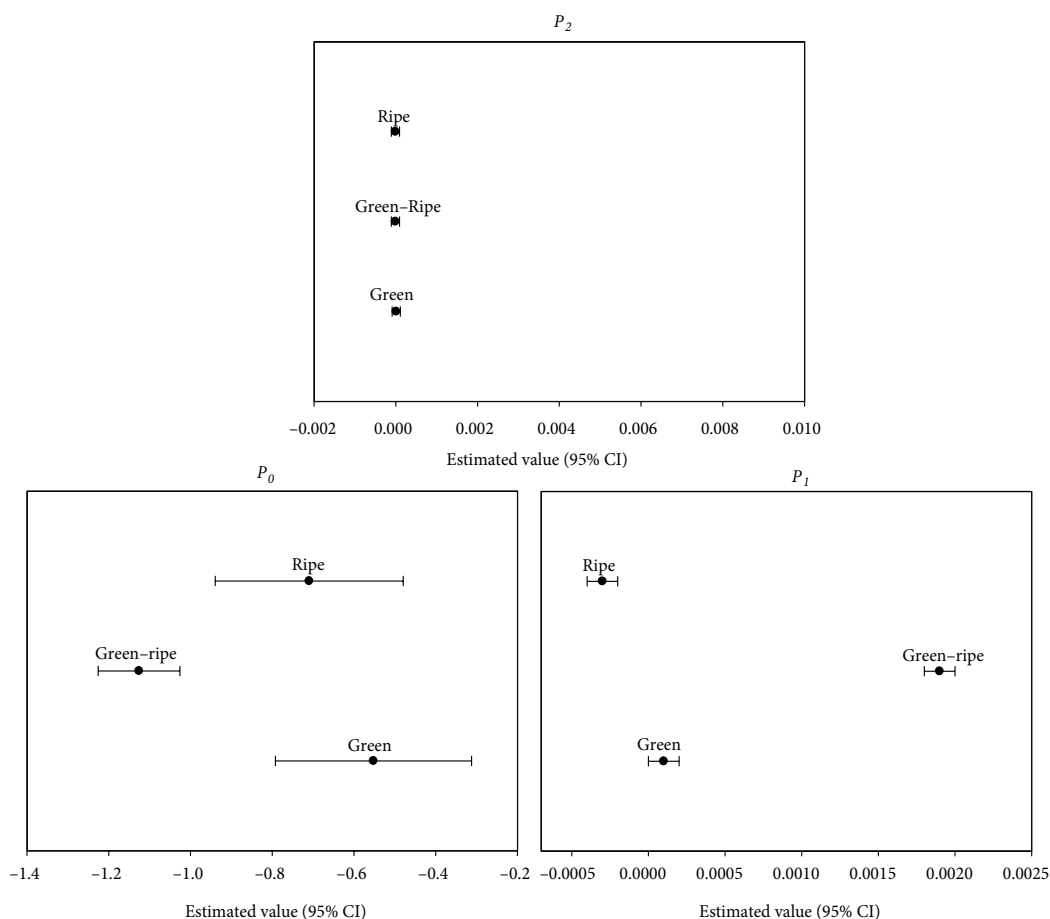 P2
Ripe
Green–Ripe
Green
–0.002 0.000 0.002 0.004 0.006 0.008 0.010
Estimated value (95% CI)
P0
Ripe
Green–ripe
Green
–1.4 –1.2 –1.0 –0.8 –0.6 –0.4 –0.2
Estimated value (95% CI)
P1
Ripe
Green–ripe
Green
–0.0005 0.0000 0.0005 0.0010 0.0015 0.0020 0.0025
Estimated value (95% CI)